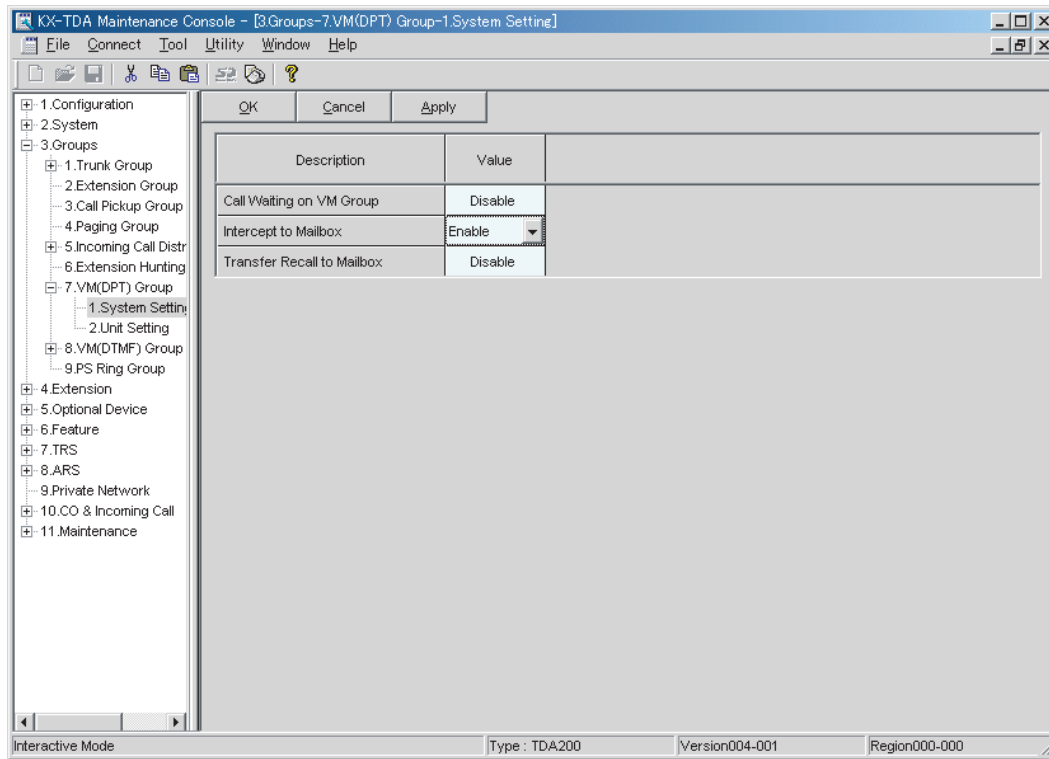 KX-TDA Maintenance Console - [3.Groups-7.VM(DPT) Group-1.System Setting]
File Connect Tool Utility Window Help
1.Configuration
2.System
3.Groups
1.Trunk Group
2.Extension Group
3.Call Pickup Group
4.Paging Group
5.Incoming Call Distr
6.Extension Hunting
7.VM(DPT) Group
1.System Setting
2.Unit Setting
8.VM(DTMF) Group
9.PS Ring Group
4.Extension
5.Optional Device
6.Feature
7.TRS
8.ARS
9.Private Network
10.CO & Incoming Call
11.Maintenance
OK Cancel Apply
Description Value
Call Waiting on VM Group Disable
Intercept to Mailbox Enable
Transfer Recall to Mailbox Disable
Interactive Mode Type : TDA200 Version004-001 Region000-000